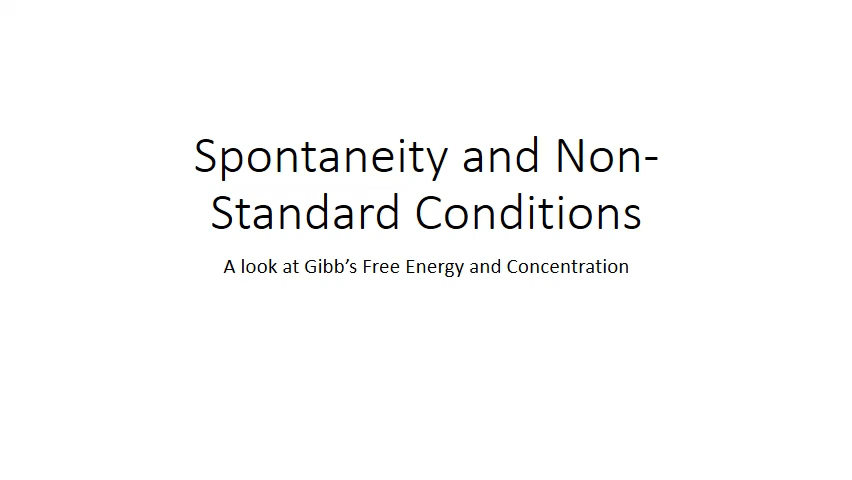 Spontaneity and Non-
Standard Conditions
A look at Gibb’s Free Energy and Concentration